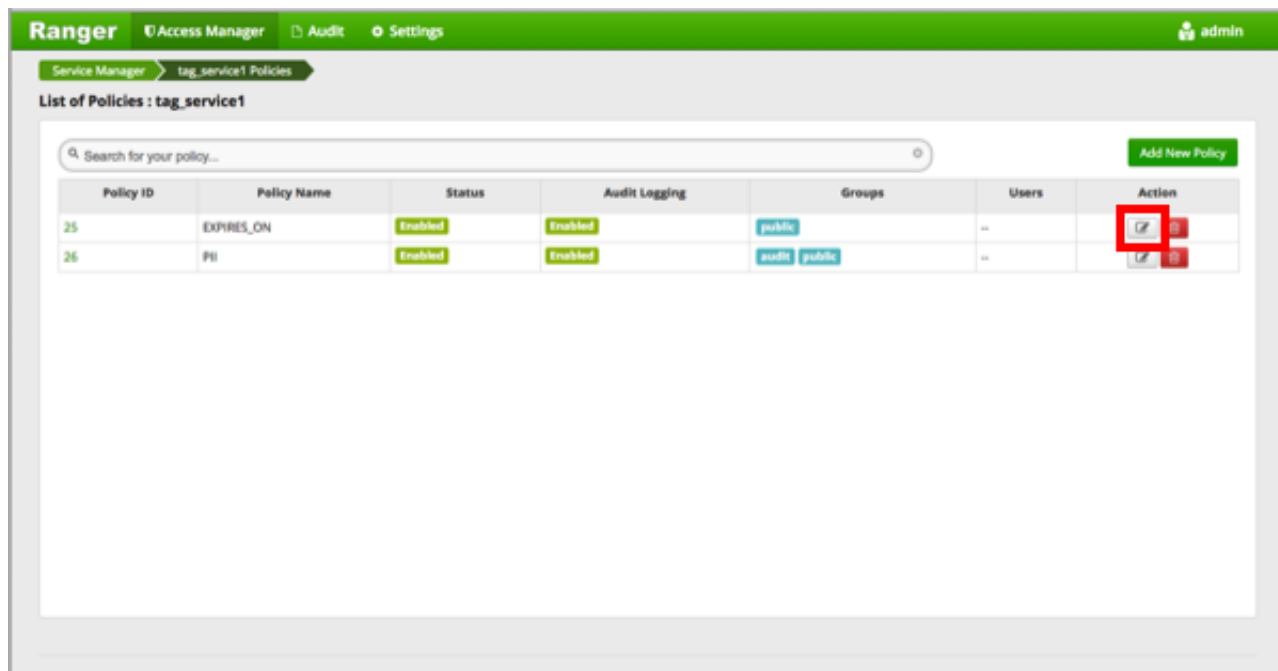 Ranger Access Manager Audit Settings admin
Service Manager tag_service1 Policies
List of Policies : tag_service1
Search for your policy... Add New Policy
Policy ID Policy Name Status Audit Logging Groups Users Action
25 EXPIRES_ON Enabled Enabled public --
26 PII Enabled Enabled audit public --